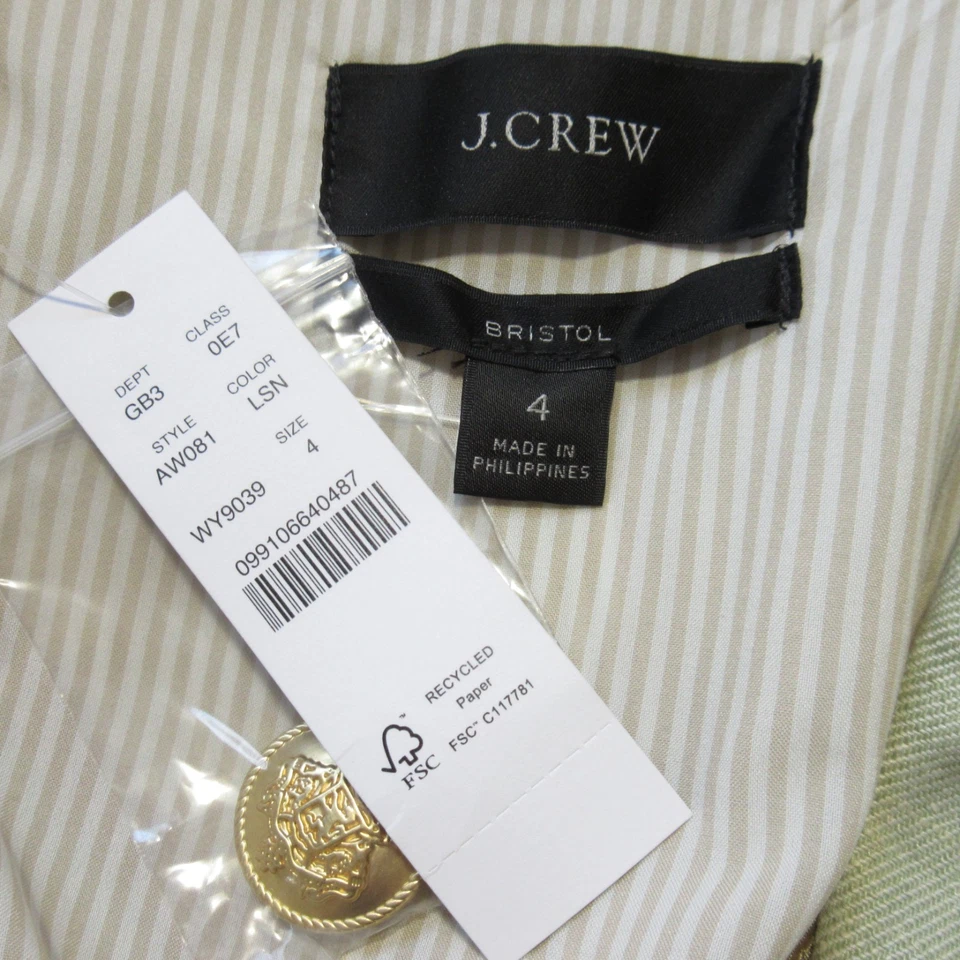 J.CREW
BRISTOL
4
MADE IN
PHILIPPINES
DEPT CLASS
GB3 0E7
STYLE COLOR
AW081 LSN
SIZE
4
WY9039
099106640487
RECYCLED
Paper
FSC™ C117781
™
FSC